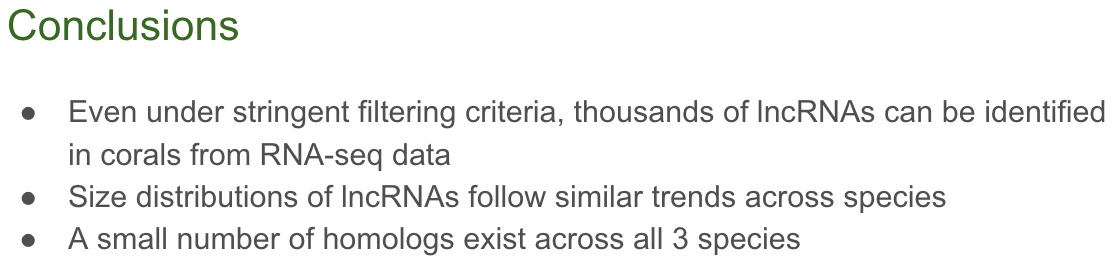 Conclusions
● Even under stringent filtering criteria, thousands of lncRNAs can be identified
in corals from RNA-seq data
● Size distributions of lncRNAs follow similar trends across species
● A small number of homologs exist across all 3 species